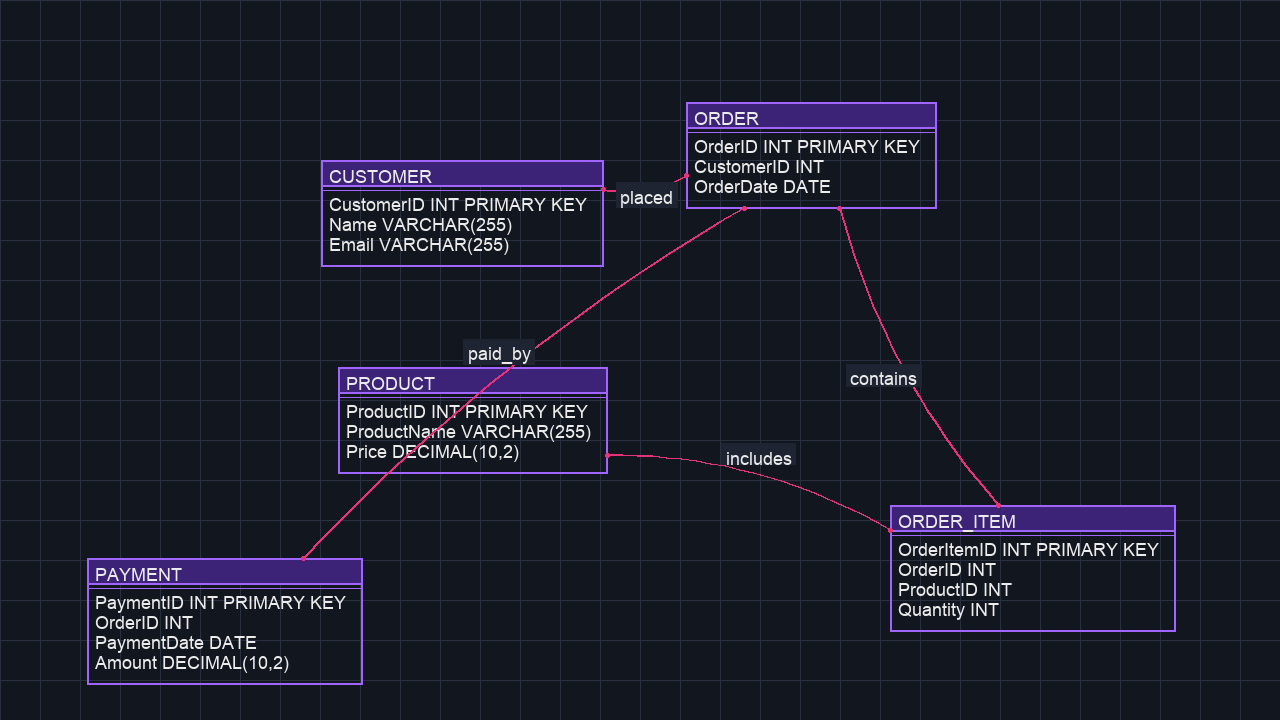 ORDER
OrderID INT PRIMARY KEY
CustomerID INT
OrderDate DATE
CUSTOMER
CustomerID INT PRIMARY KEY
Name VARCHAR(255)
Email VARCHAR(255)
placed
paid_by
PRODUCT
ProductID INT PRIMARY KEY
ProductName VARCHAR(255)
Price DECIMAL(10,2)
contains
includes
ORDER_ITEM
OrderItemID INT PRIMARY KEY
OrderID INT
ProductID INT
Quantity INT
PAYMENT
PaymentID INT PRIMARY KEY
OrderID INT
PaymentDate DATE
Amount DECIMAL(10,2)